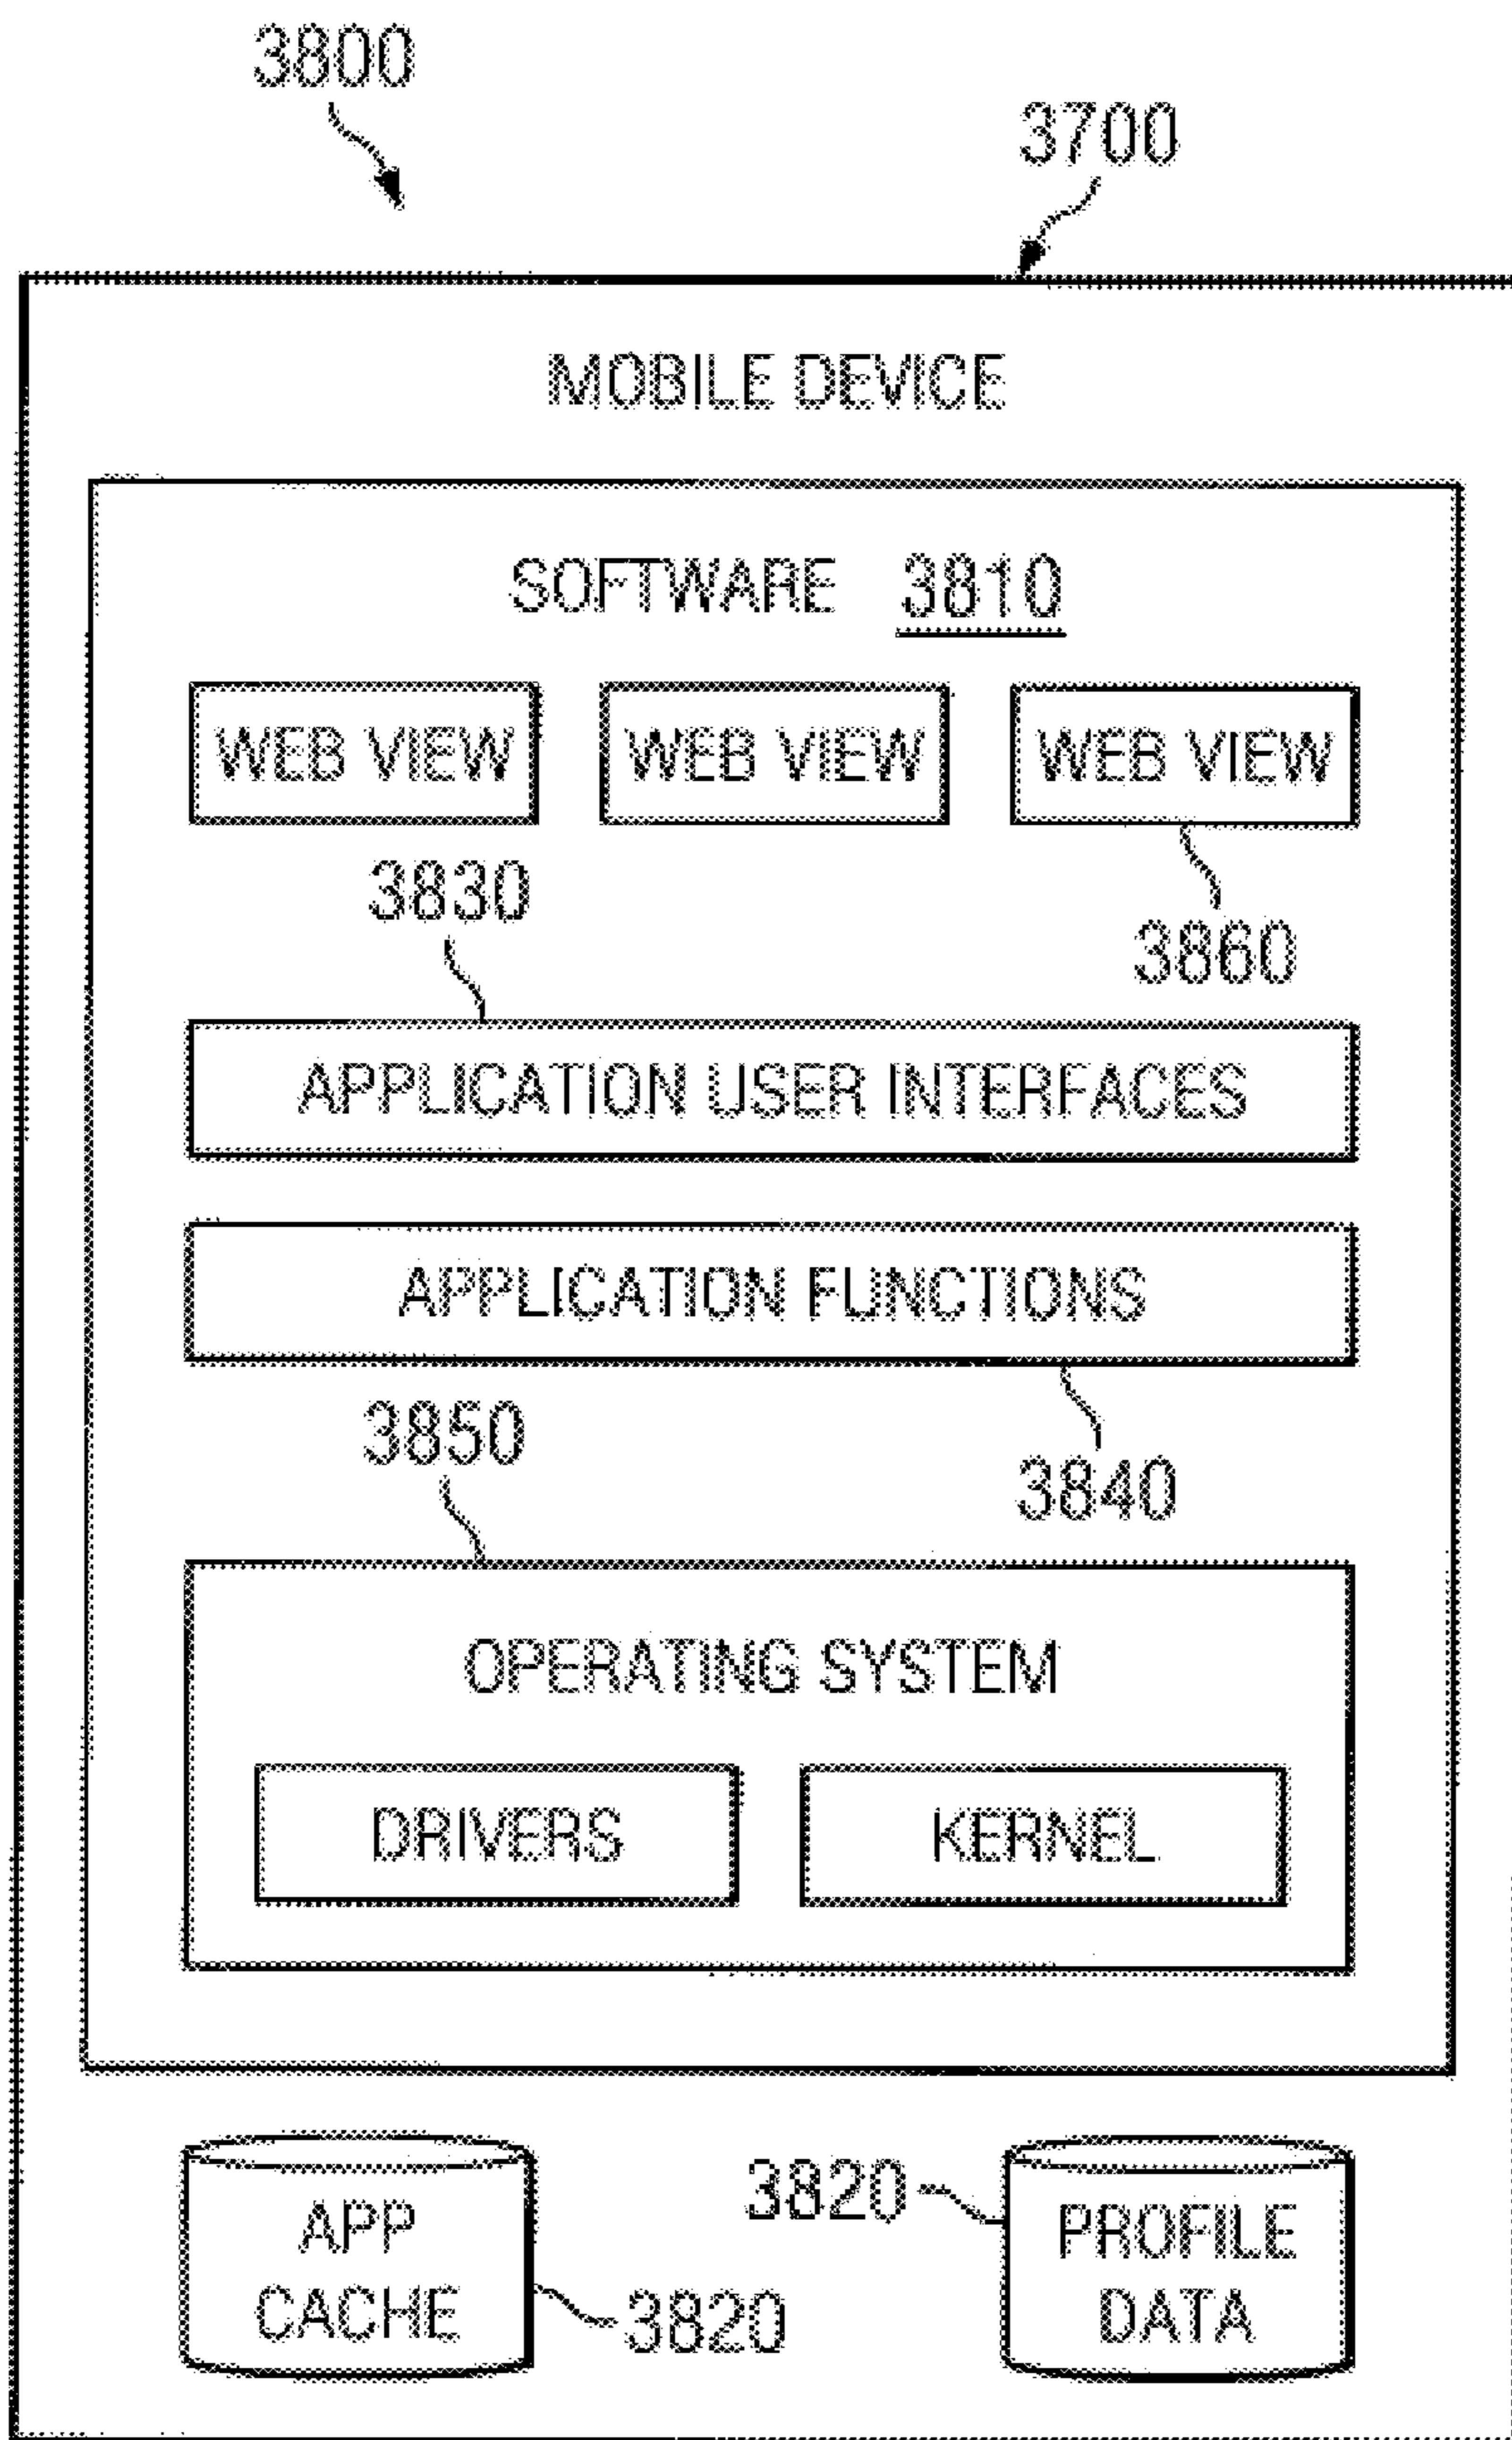 3800
3700
MOBILE DEVICE
SOFTWARE 3810
WEB VIEW WEB VIEW WEB VIEW
3830
3860
APPLICATION USER INTERFACES
APPLICATION FUNCTIONS
3850
3840
OPERATING SYSTEM
DRIVERS KERNEL
APP
CACHE
3820
3820
PROFILE
DATA